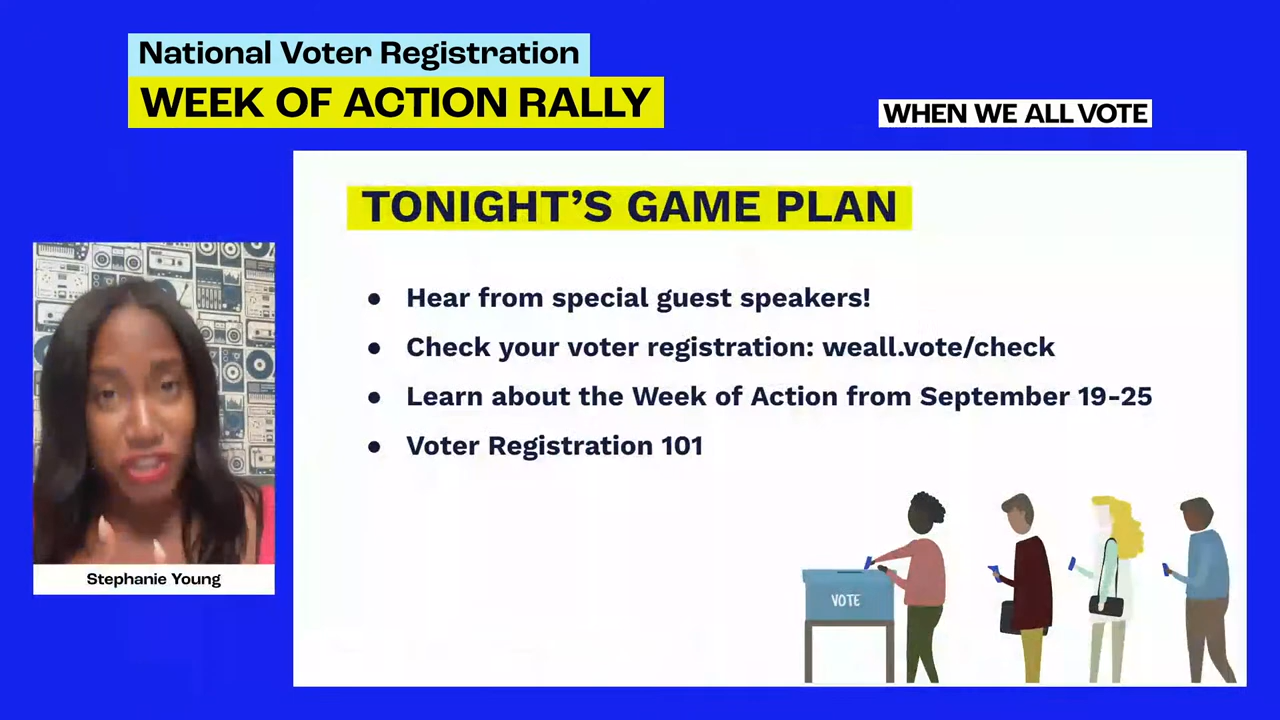 National Voter Registration
WEEK OF ACTION RALLY
WHEN WE ALL VOTE
TONIGHT’S GAME PLAN
● Hear from special guest speakers!
● Check your voter registration: weall.vote/check
● Learn about the Week of Action from September 19-25
● Voter Registration 101
VOTE
Stephanie Young